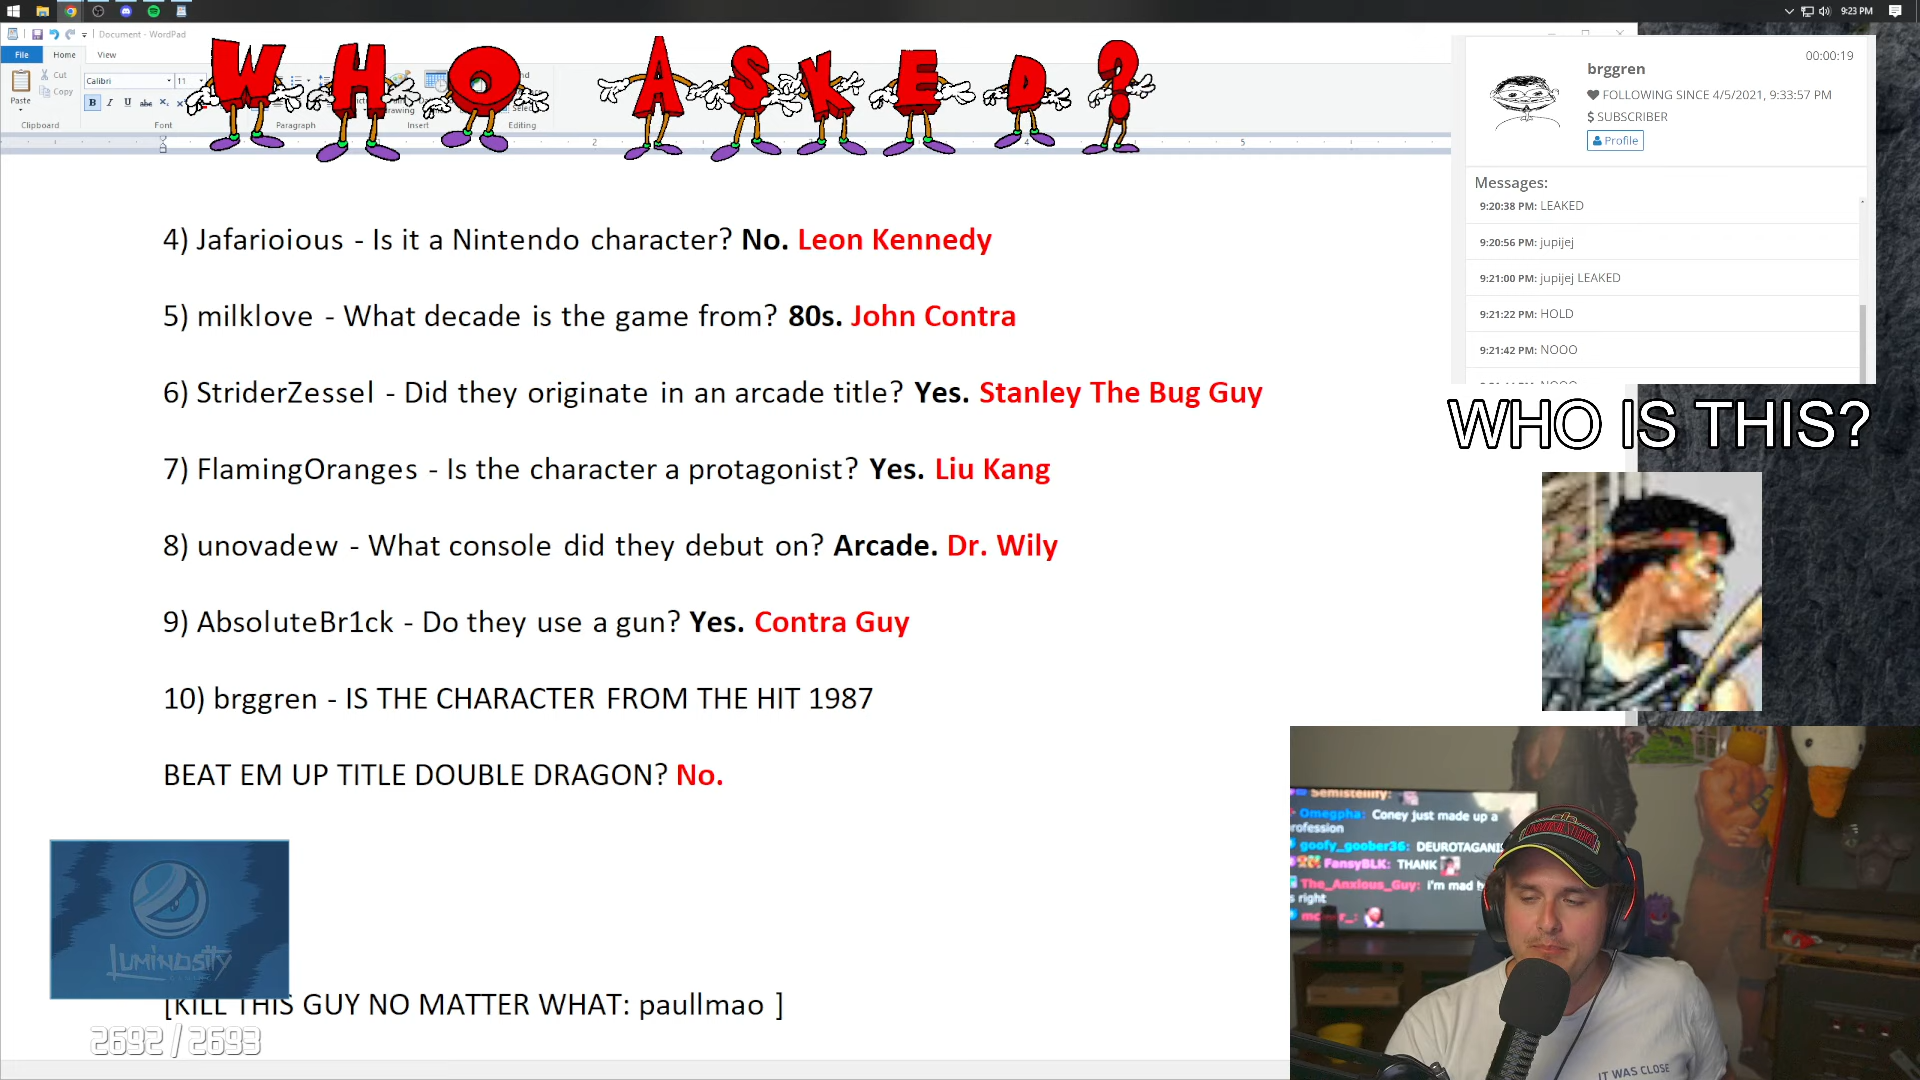 9:23 PM
Document - WordPad
File
Home
View
Paste
Cut
Copy
Calibri
11
Clipboard
Font
Paragraph
Insert
Editing
WHO ASKED?
4) Jafarioious - Is it a Nintendo character? No. Leon Kennedy
5) milklove - What decade is the game from? 80s. John Contra
6) StriderZessel - Did they originate in an arcade title? Yes. Stanley The Bug Guy
7) FlamingOranges - Is the character a protagonist? Yes. Liu Kang
8) unovadew - What console did they debut on? Arcade. Dr. Wily
9) AbsoluteBr1ck - Do they use a gun? Yes. Contra Guy
10) brggren - IS THE CHARACTER FROM THE HIT 1987
BEAT EM UP TITLE DOUBLE DRAGON? No.
LUMINOSITY
[KILL THIS GUY NO MATTER WHAT: paullmao ]
2692 / 2693
00:00:19
brggren
FOLLOWING SINCE 4/5/2021, 9:33:57 PM
$ SUBSCRIBER
Profile
Messages:
9:20:38 PM: LEAKED
9:20:56 PM: jupijej
9:21:00 PM: jupijej LEAKED
9:21:22 PM: HOLD
9:21:42 PM: NOOO
WHO IS THIS?
Omegpha: Coney just made up a
rofession
goofy_goober36: DEUROTAGANI
FansyBLK: THANK
The_Anxious_Guy: i'm mad
s right
UNIVERSAL STUDIOS
IT WAS CLOSE